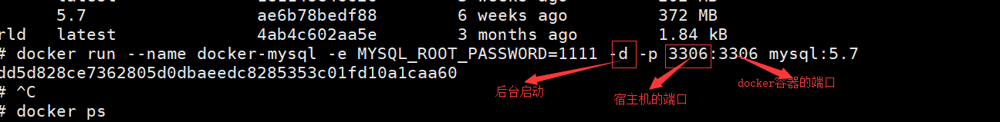 5.7 ae6b78bedf88 6 weeks ago 372 MB
rld latest 4ab4c602aa5e 3 months ago 1.84 kB
# docker run --name docker-mysql -e MYSQL_ROOT_PASSWORD=1111 -d -p 3306:3306 mysql:5.7
dd5d828ce7362805d0dbaeedc8285353c01fd10a1caa60
docker容器的端口
后台启动
宿主机的端口
# ^C
# docker ps